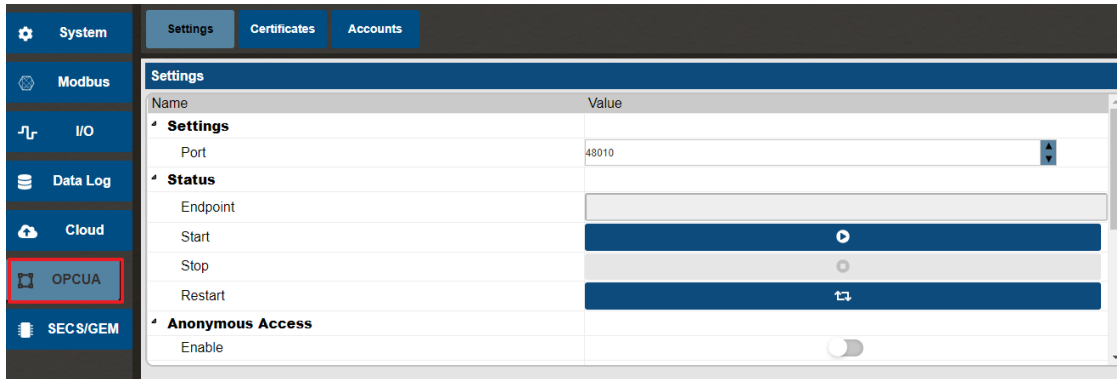 System
Modbus
I/O
Data Log
Cloud
OPCUA
SECS/GEM
Settings Certificates Accounts
Settings
Name Value
Settings
Port 48010
Status
Endpoint
Start
Stop
Restart
Anonymous Access
Enable